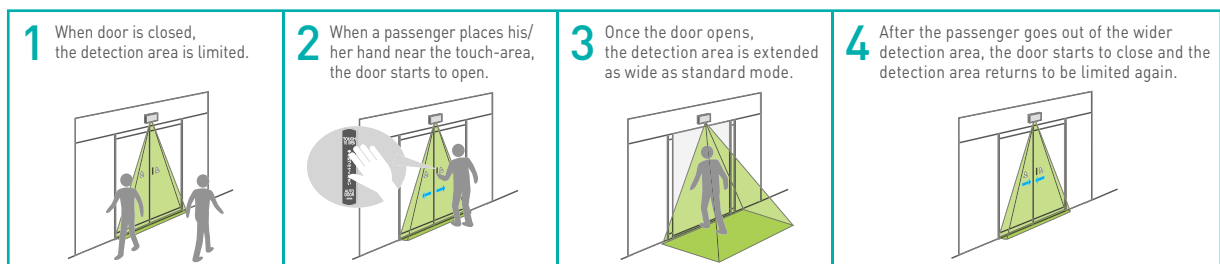 1
When door is closed,
the detection area is limited.
2
When a passenger places his/
her hand near the touch-area,
the door starts to open.
3
Once the door opens,
the detection area is extended
as wide as standard mode.
4
After the passenger goes out of the wider
detection area, the door starts to close and the
detection area returns to be limited again.